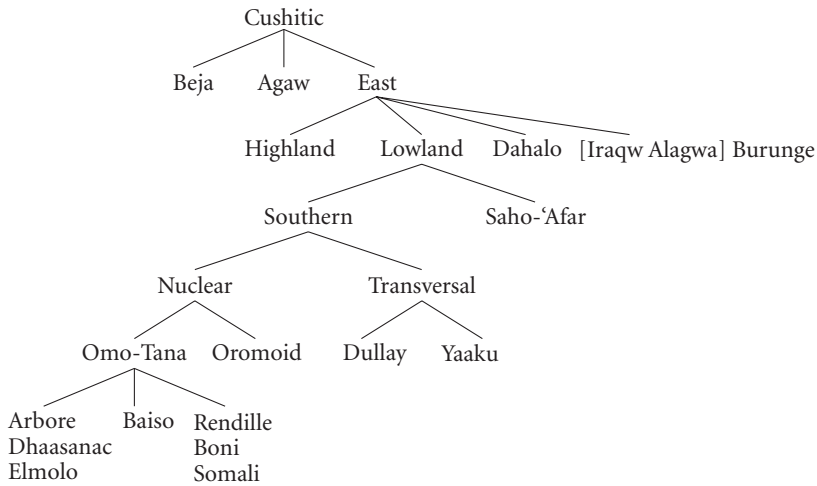 Cushitic
Beja Agaw East
Highland Lowland Dahalo [Iraqw Alagwa] Burunge
Southern Saho-‘Afar
Nuclear Transversal
Omo-Tana Oromoid Dullay Yaaku
Arbore Baiso Rendille
Dhaasanac Boni
Elmolo Somali